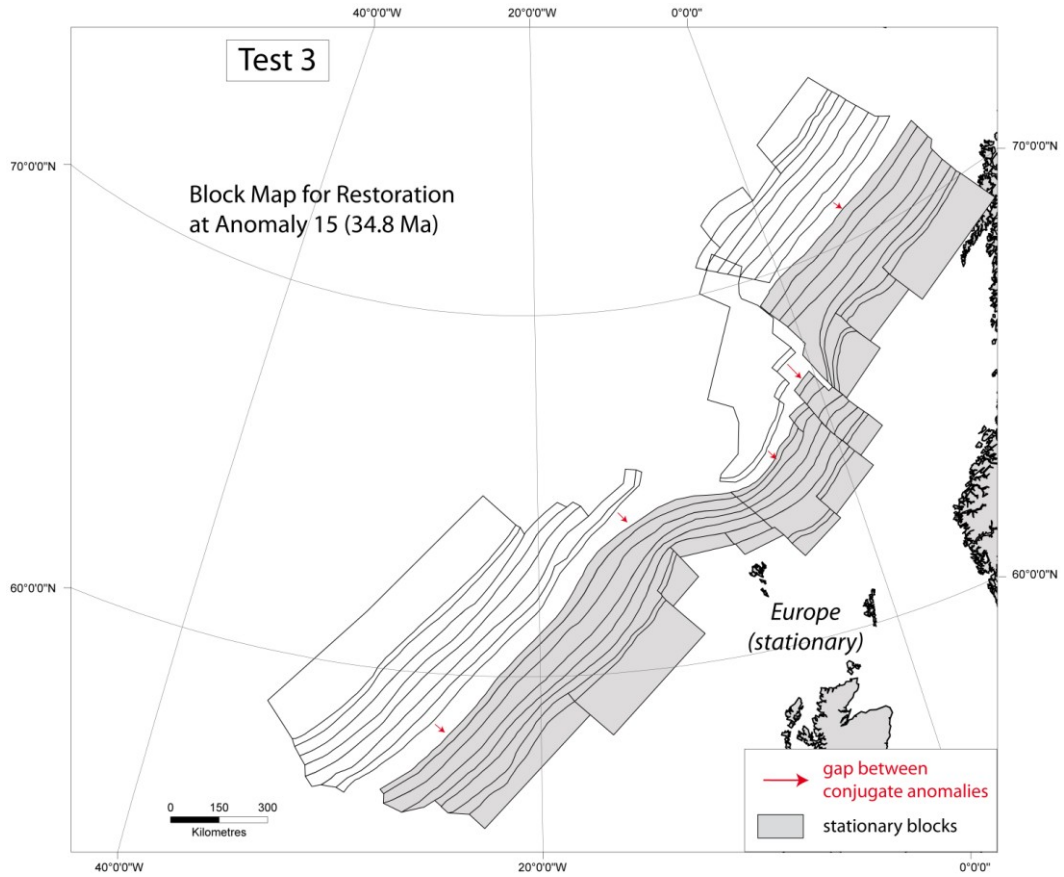 40°0'0"W 20°0'0"W 0°0'0"
Test 3
70°0'0"N 70°0'0"N
Block Map for Restoration
at Anomaly 15 (34.8 Ma)
60°0'0"N 60°0'0"N
Europe
(stationary)
gap between
conjugate anomalies
stationary blocks
0 150 300
Kilometres
40°0'0"W 20°0'0"W 0°0'0"